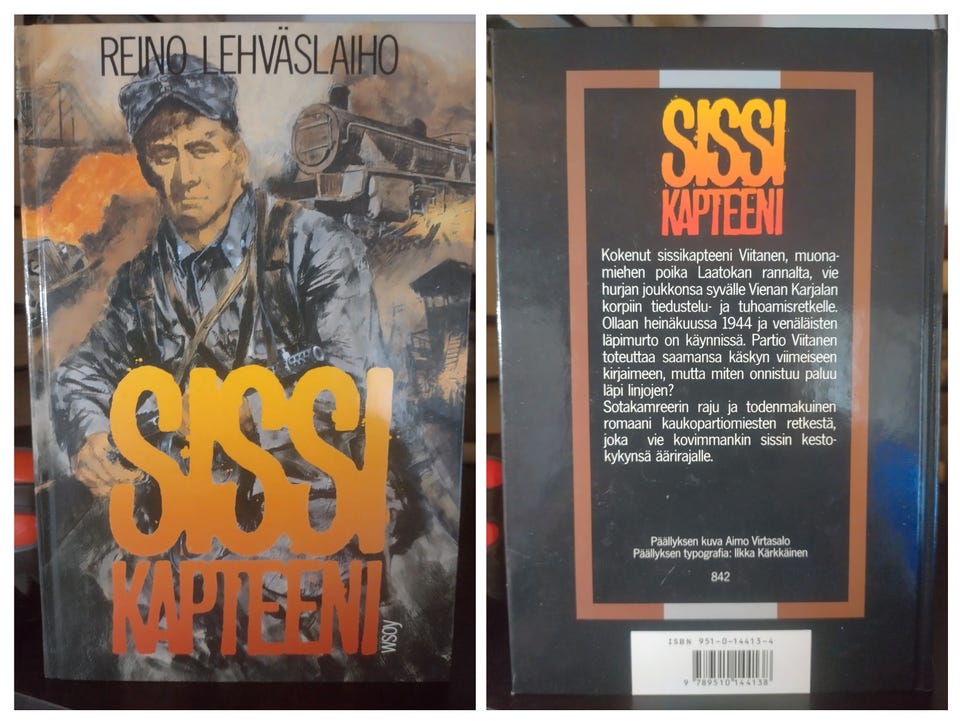 REINO LEHVÄSLAIHO
SISSI
KAPTEENI
WSOY
SISSI
KAPTEENI
Kokenut sissikapteeni Viitanen, muona-
miehen poika Laatokan rannalta, vie
hurjan joukkonsa syvälle Vienan Karjalan
korpiin tiedustelu- ja tuhoamisretkelle.
Ollaan heinäkuussa 1944 ja venäläisten
läpimurto on käynnissä. Partio Viitanen
toteuttaa saamansa käskyn viimeiseen
kirjaimeen, mutta miten onnistuu paluu
läpi linjojen?
Sotakamreerin raju ja todenmakuinen
romaani kaukopartiomiesten retkestä,
joka vie kovimmankin sissin kesto-
kykynsä äärirajalle.
Päällyksen kuva Aimo Virtasalo
Päällyksen typografia: Ilkka Kärkkäinen
842
ISBN 951-0-14413-4
9 789510 144138